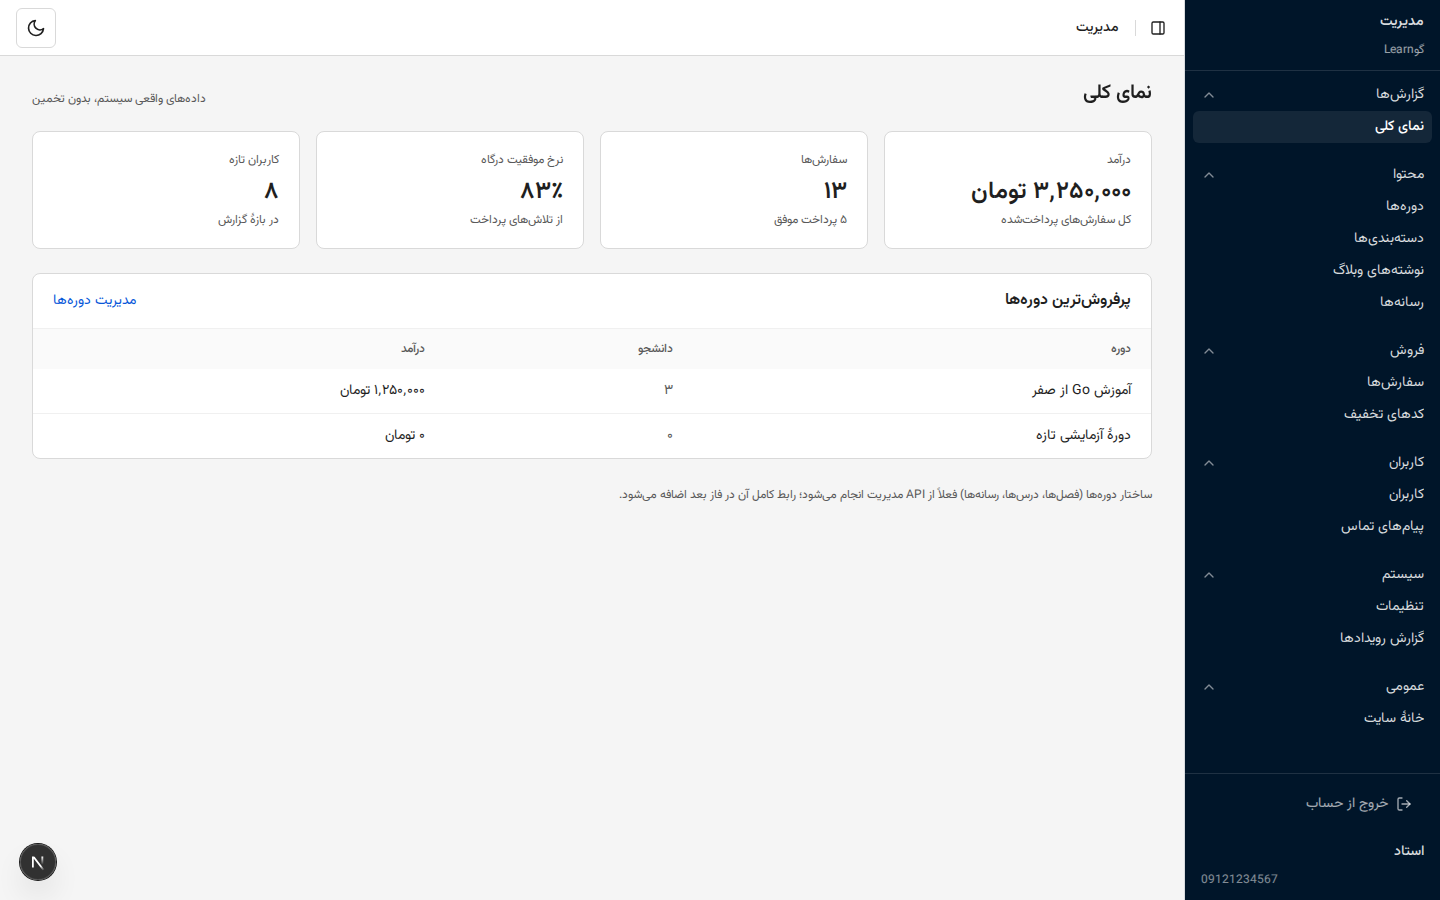 مدیریت
گوLearn
گزارش‌ها
نمای کلی
محتوا
دوره‌ها
دسته‌بندی‌ها
نوشته‌های وبلاگ
رسانه‌ها
فروش
سفارش‌ها
کدهای تخفیف
کاربران
کاربران
پیام‌های تماس
سیستم
تنظیمات
گزارش رویدادها
عمومی
خانهٔ سایت
خروج از حساب
استاد
09121234567
مدیریت
نمای کلی
داده‌های واقعی سیستم، بدون تخمین
درآمد
۳,۲۵۰,۰۰۰ تومان
کل سفارش‌های پرداخت‌شده
سفارش‌ها
۱۳
۵ پرداخت موفق
نرخ موفقیت درگاه
۸۳٪
از تلاش‌های پرداخت
کاربران تازه
۸
در بازهٔ گزارش
پرفروش‌ترین دوره‌ها
مدیریت دوره‌ها
دوره دانشجو درآمد
آموزش Go از صفر ۳ ۱,۲۵۰,۰۰۰ تومان
دورهٔ آزمایشی تازه ۰ ۰ تومان
ساختار دوره‌ها (فصل‌ها، درس‌ها، رسانه‌ها) فعلاً از API مدیریت انجام می‌شود؛ رابط کامل آن در فاز بعد اضافه می‌شود.